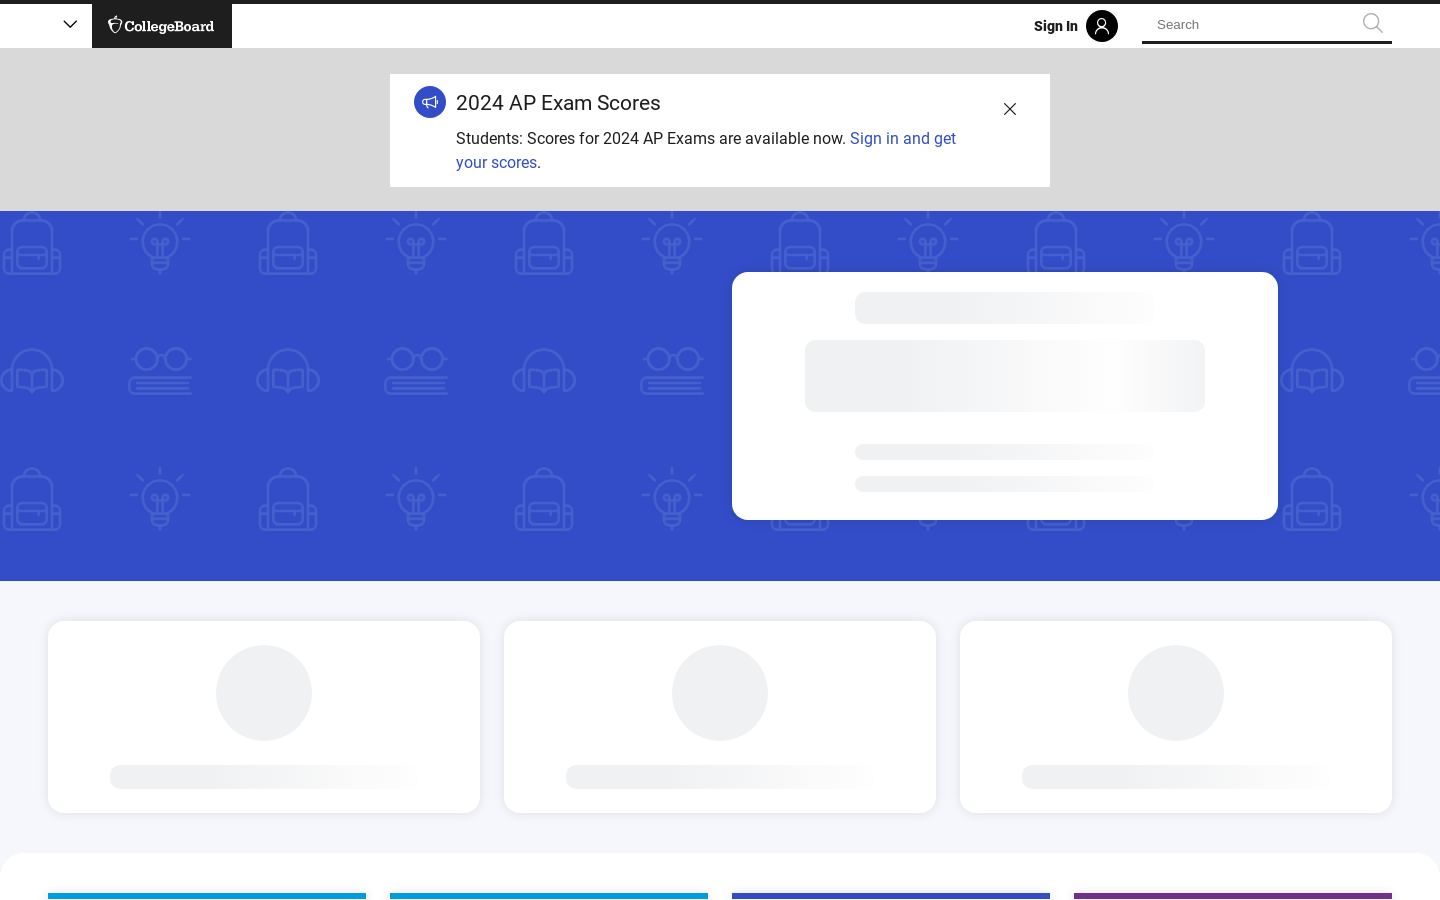 CollegeBoard
Sign In
Search
2024 AP Exam Scores
Students: Scores for 2024 AP Exams are available now. Sign in and get
your scores.